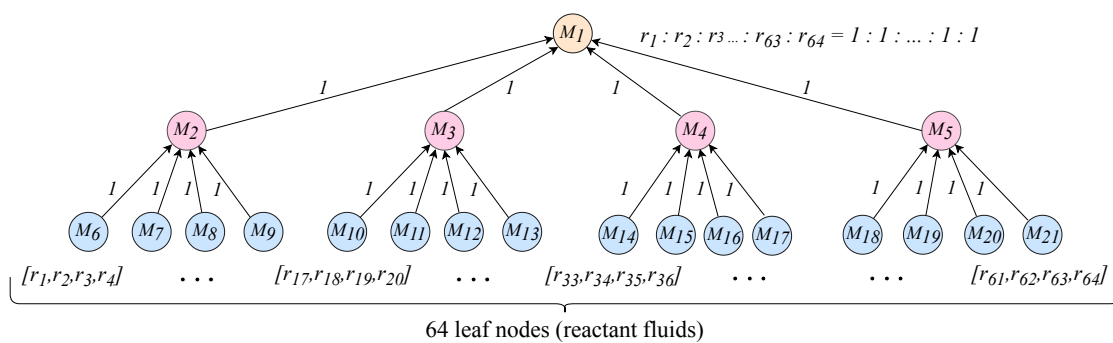 M1 r1 : r2 : r3 ... : r63 : r64 = 1 : 1 : ... : 1 : 1
1 1 1 1
M2 M3 M4 M5
1 1 1 1 1 1 1 1 1 1 1 1 1 1 1 1
M6 M7 M8 M9 M10 M11 M12 M13 M14 M15 M16 M17 M18 M19 M20 M21
[r1,r2,r3,r4] ... [r17,r18,r19,r20] ... [r33,r34,r35,r36] ... ... [r61,r62,r63,r64]
64 leaf nodes (reactant fluids)